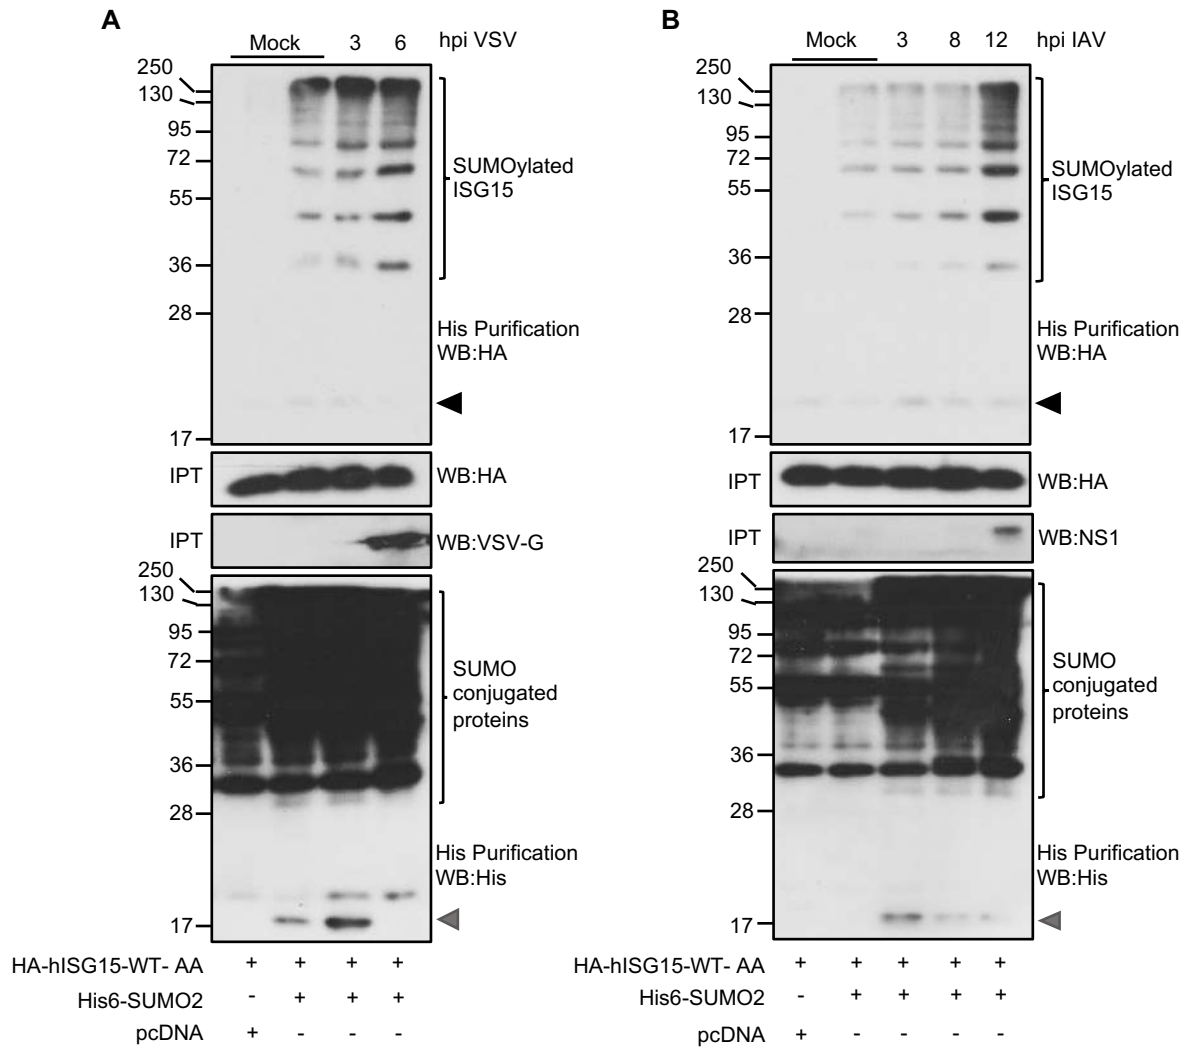 A
Mock 3 6 hpi VSV
250
130
95
72
55
36
28
17
SUMOylated
ISG15
His Purification
WB:HA
IPT WB:HA
IPT WB:VSV-G
250
130
95
72
55
36
28
17
SUMO
conjugated
proteins
His Purification
WB:His
HA-hISG15-WT- AA + + + +
His6-SUMO2 - + + +
pcDNA + - - -
B
Mock 3 8 12 hpi IAV
250
130
95
72
55
36
28
17
SUMOylated
ISG15
His Purification
WB:HA
IPT WB:HA
IPT WB:NS1
250
130
95
72
55
36
28
17
SUMO
conjugated
proteins
His Purification
WB:His
HA-hISG15-WT- AA + + + + +
His6-SUMO2 - + + + +
pcDNA + - - - -